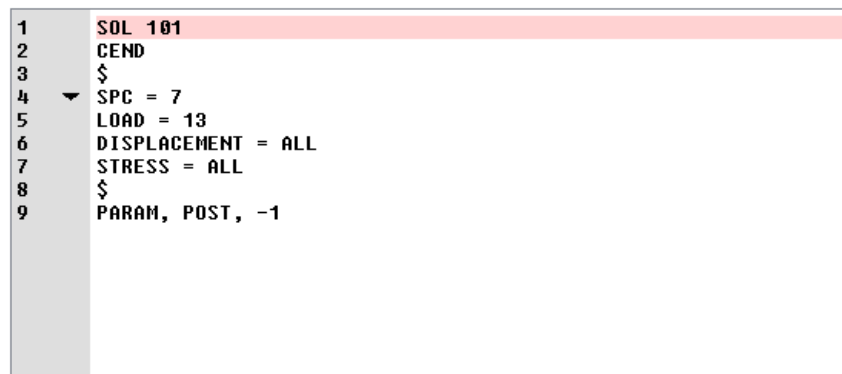 1 SOL 101
2 CEND
3 $
4 SPC = 7
5 LOAD = 13
6 DISPLACEMENT = ALL
7 STRESS = ALL
8 $
9 PARAM, POST, -1